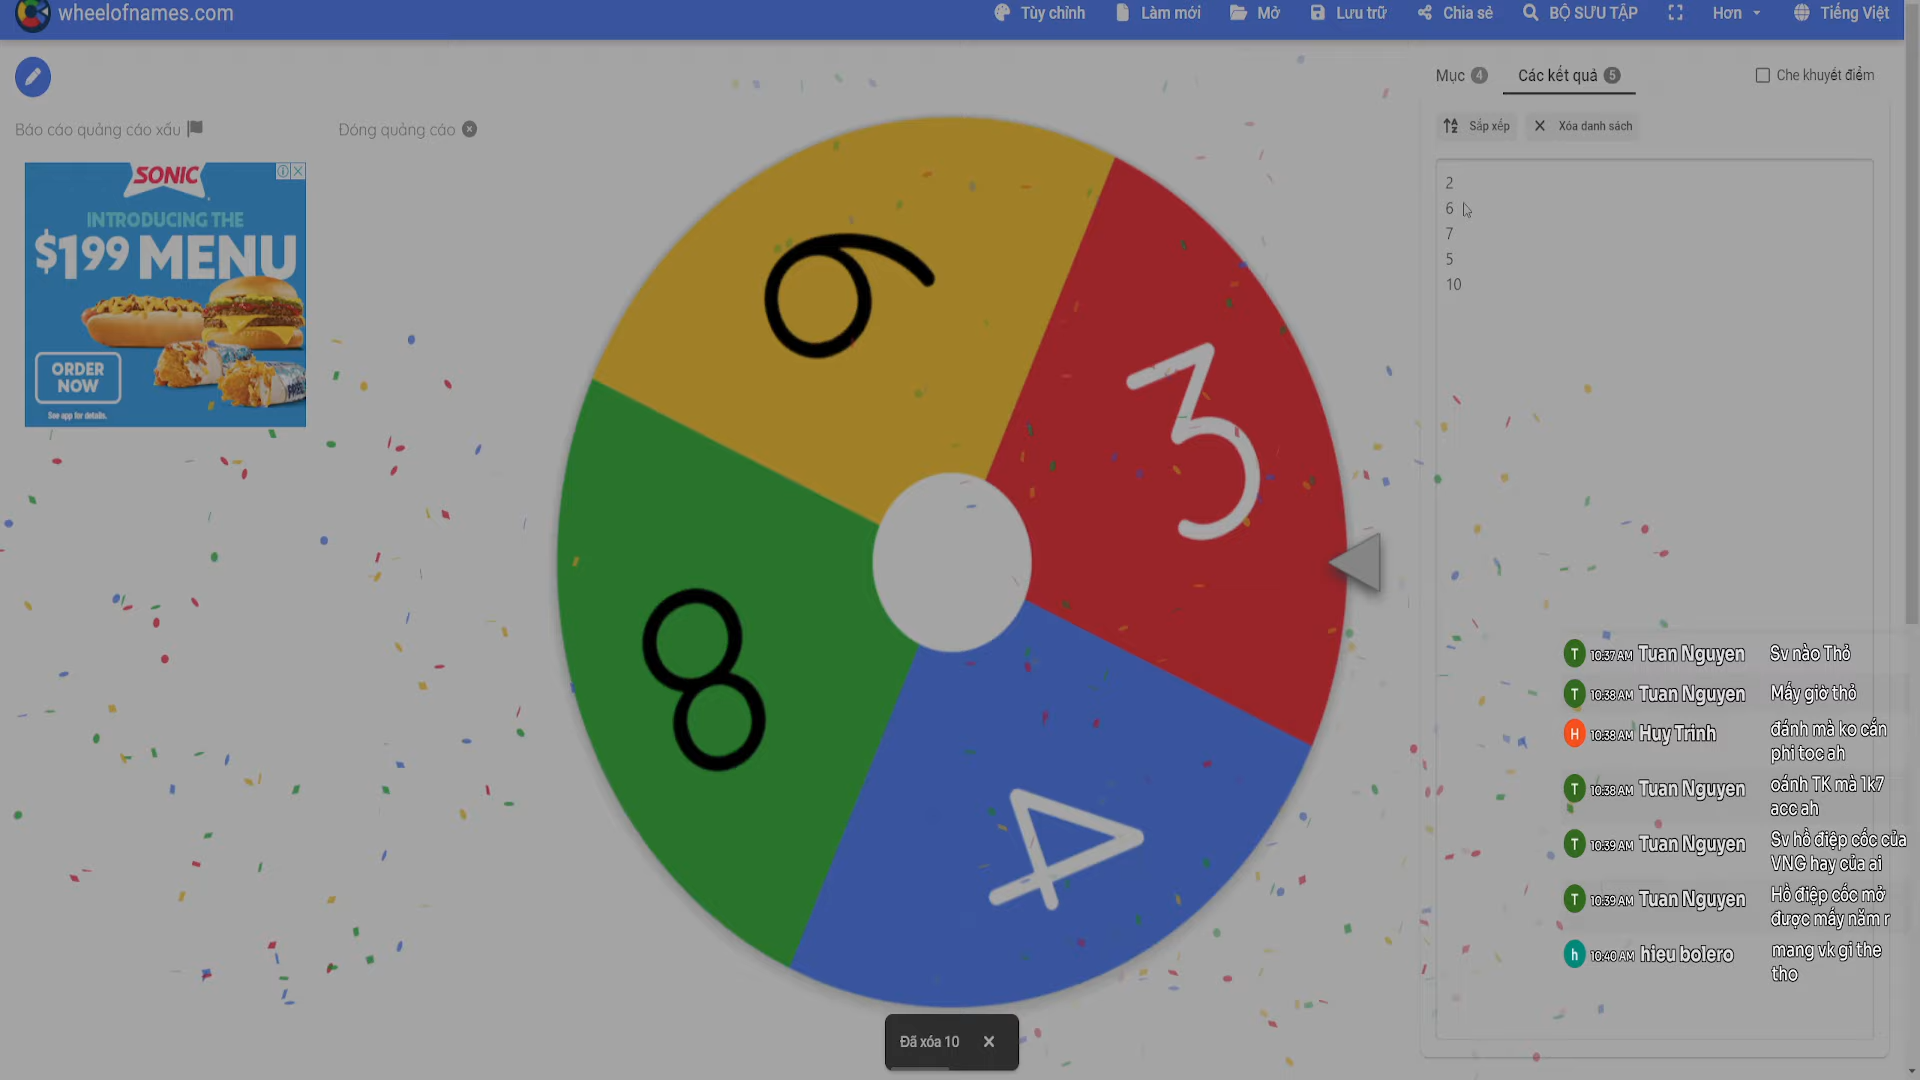 wheelofnames.com
Tùy chỉnh
Làm mới
Mở
Lưu trữ
Chia sẻ
BỘ SƯU TẬP
Hơn
Tiếng Việt
Báo cáo quảng cáo xấu
Đóng quảng cáo
SONIC
INTRODUCING THE
$199 MENU
ORDER
NOW
See app for details.
6
3
8
4
Mục 4
Các kết quả 5
Che khuyết điểm
Sắp xếp
Xóa danh sách
2
6
7
5
10
T 10:37 AM Tuan Nguyen Sv nào Thỏ
T 10:38 AM Tuan Nguyen Mấy giờ thỏ
H 10:38 AM Huy Trinh đánh mà ko cắn
phi toc ah
T 10:38 AM Tuan Nguyen oánh TK mà 1k7
acc ah
T 10:39 AM Tuan Nguyen Sv hồ điệp cốc của
VNG hay của ai
T 10:39 AM Tuan Nguyen Hồ điệp cốc mở
được mấy năm r
h 10:40 AM hieu bolero mang vk gi the
tho
Đã xóa 10